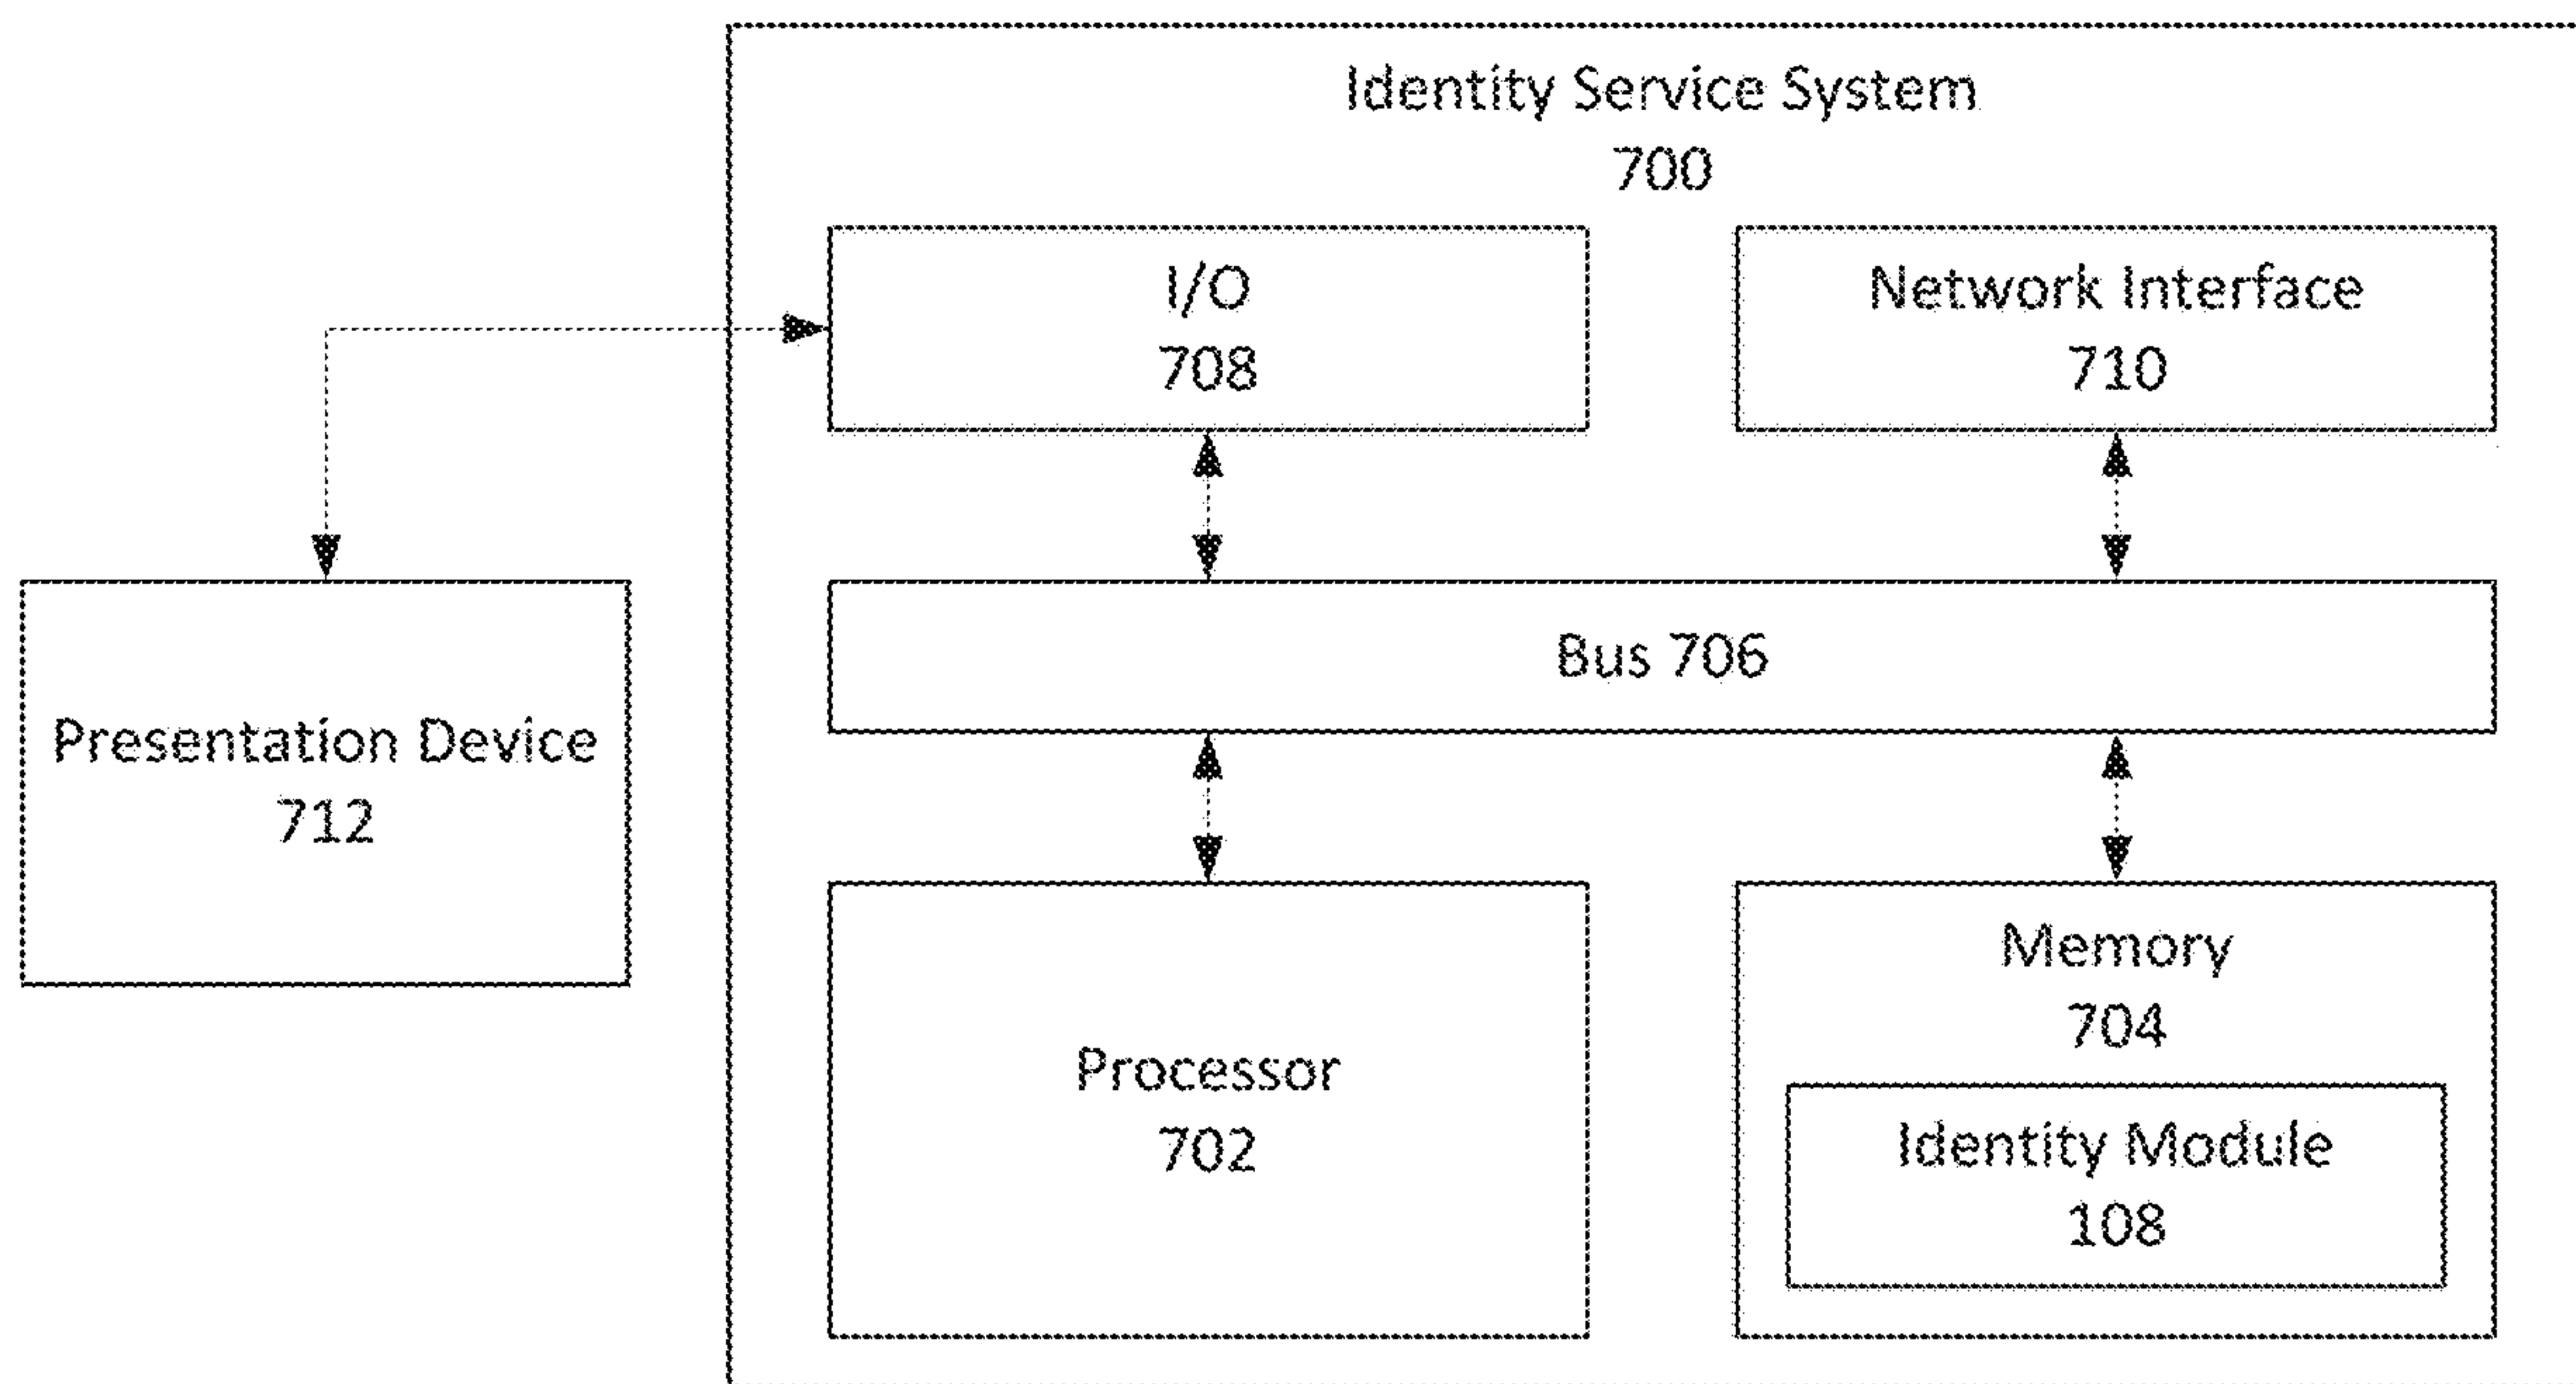 Identity Service System
700
I/O
708
Network Interface
710
Bus 706
Presentation Device
712
Processor
702
Memory
704
Identity Module
108